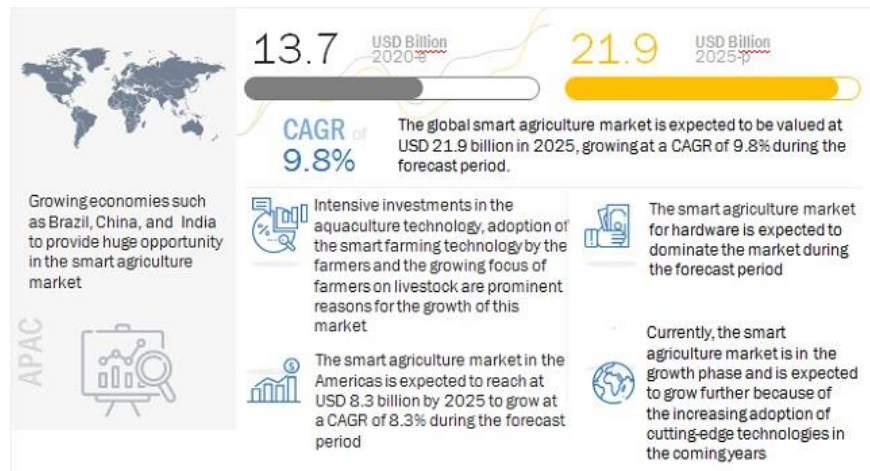 13.7
USD Billion
2020-e
21.9
USD Billion
2025-p
CAGR of
9.8%
The global smart agriculture market is expected to be valued at
USD 21.9 billion in 2025, growing at a CAGR of 9.8% during the
forecast period.
Growing economies such
as Brazil, China, and India
to provide huge opportunity
in the smart agriculture
market
APAC
Intensive investments in the
aquaculture technology, adoption of
the smart farming technology by the
farmers and the growing focus of
farmers on livestock are prominent
reasons for the growth of this
market
The smart agriculture market
for hardware is expected to
dominate the market during
the forecast period
The smart agriculture market in the
Americas is expected to reach at
USD 8.3 billion by 2025 to grow at
a CAGR of 8.3% during the forecast
period
Currently, the smart
agriculture market is in the
growth phase and is expected
to grow further because of
the increasing adoption of
cutting-edge technologies in
the coming years